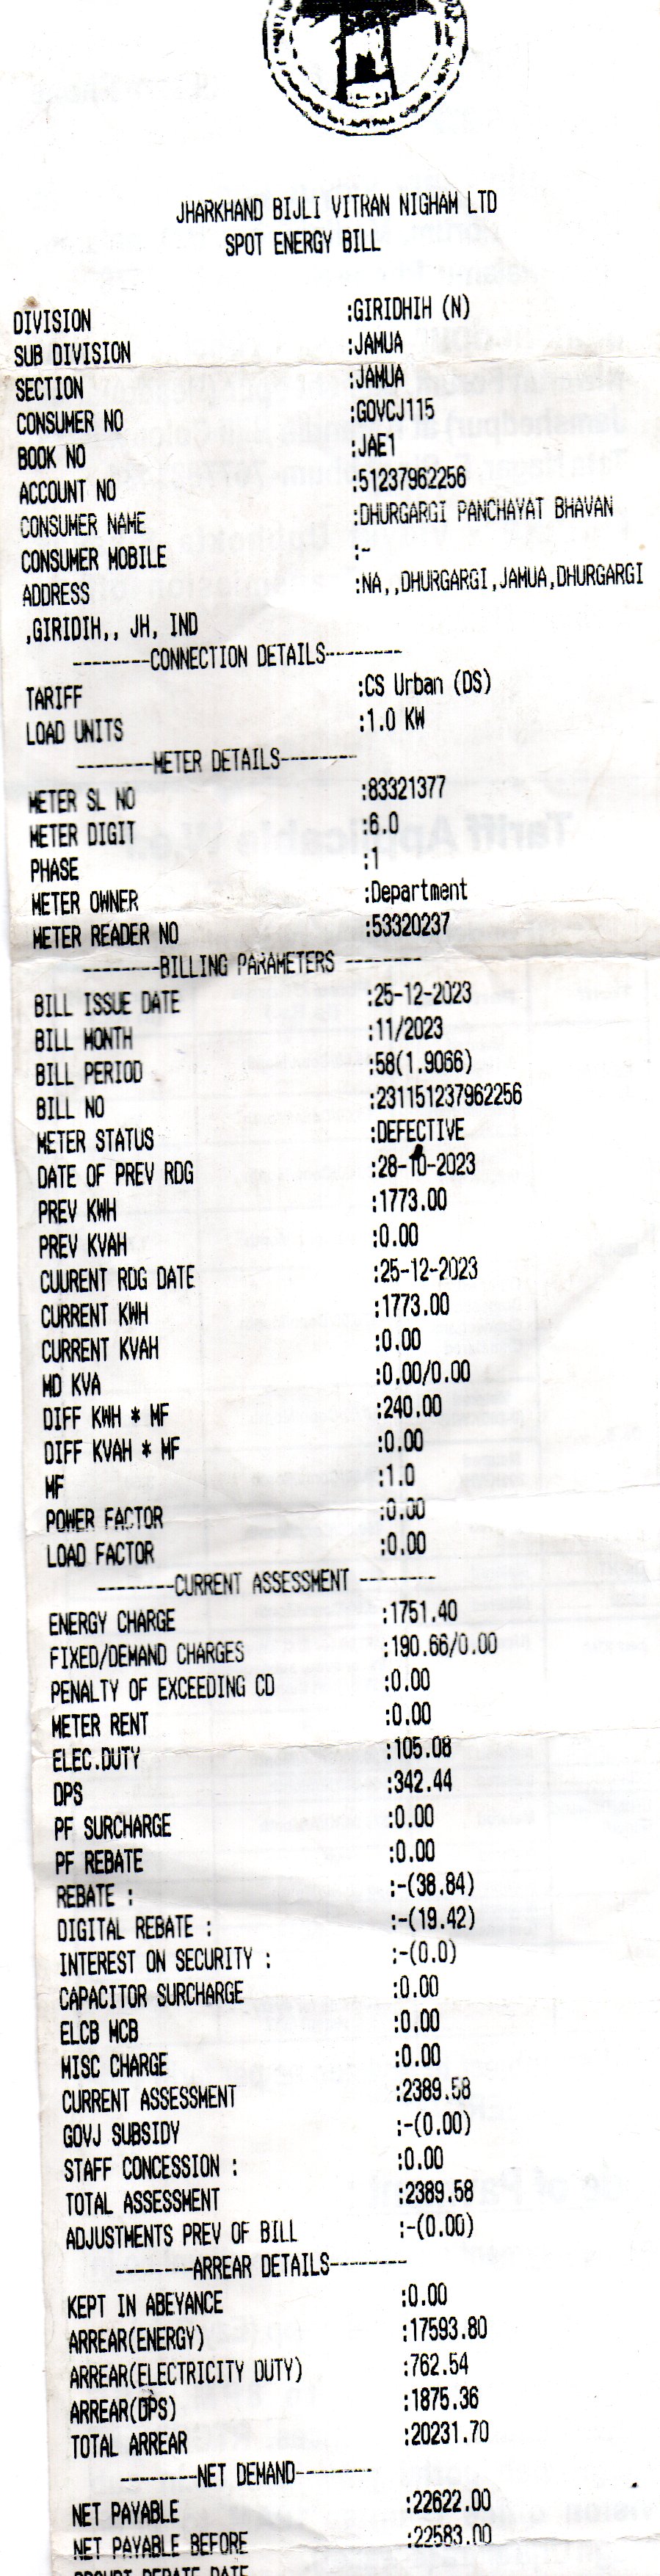 JHARKHAND BIJLI VITRAN NIGHAM LTD
SPOT ENERGY BILL
DIVISION :GIRIDHIH (N)
SUB DIVISION :JAMUA
SECTION :JAMUA
CONSUMER NO :GOVCJ115
BOOK NO :JAE1
ACCOUNT NO :51237962256
CONSUMER NAME :DHURGARGI PANCHAYAT BHAVAN
CONSUMER MOBILE :-
ADDRESS :NA,,DHURGARGI,JAMUA,DHURGARGI
,GIRIDIH,, JH, IND
--------CONNECTION DETAILS--------
TARIFF :CS Urban (DS)
LOAD UNITS :1.0 KW
--------METER DETAILS--------
METER SL NO :83321377
METER DIGIT :6.0
PHASE :1
METER OWNER :Department
METER READER NO :53320237
--------BILLING PARAMETERS --------
BILL ISSUE DATE :25-12-2023
BILL MONTH :11/2023
BILL PERIOD :58(1.9066)
BILL NO :231151237962256
METER STATUS :DEFECTIVE
DATE OF PREV RDG :28-10-2023
PREV KWH :1773.00
PREV KVAH :0.00
CUURENT RDG DATE :25-12-2023
CURRENT KWH :1773.00
CURRENT KVAH :0.00
MD KVA :0.00/0.00
DIFF KWH * MF :240.00
DIFF KVAH * MF :0.00
MF :1.0
POWER FACTOR :0.00
LOAD FACTOR :0.00
--------CURRENT ASSESSMENT --------
ENERGY CHARGE :1751.40
FIXED/DEMAND CHARGES :190.66/0.00
PENALTY OF EXCEEDING CD :0.00
METER RENT :0.00
ELEC.DUTY :105.08
DPS :342.44
PF SURCHARGE :0.00
PF REBATE :0.00
REBATE : :-(38.84)
DIGITAL REBATE : :-(19.42)
INTEREST ON SECURITY : :-(0.0)
CAPACITOR SURCHARGE :0.00
ELCB MCB :0.00
MISC CHARGE :0.00
CURRENT ASSESSMENT :2389.58
GOVJ SUBSIDY :-(0.00)
STAFF CONCESSION : :0.00
TOTAL ASSESSMENT :2389.58
ADJUSTMENTS PREV OF BILL :-(0.00)
--------ARREAR DETAILS--------
KEPT IN ABEYANCE :0.00
ARREAR(ENERGY) :17593.80
ARREAR(ELECTRICITY DUTY) :762.54
ARREAR(DPS) :1875.36
TOTAL ARREAR :20231.70
--------NET DEMAND--------
NET PAYABLE :22622.00
NET PAYABLE BEFORE :22583.00